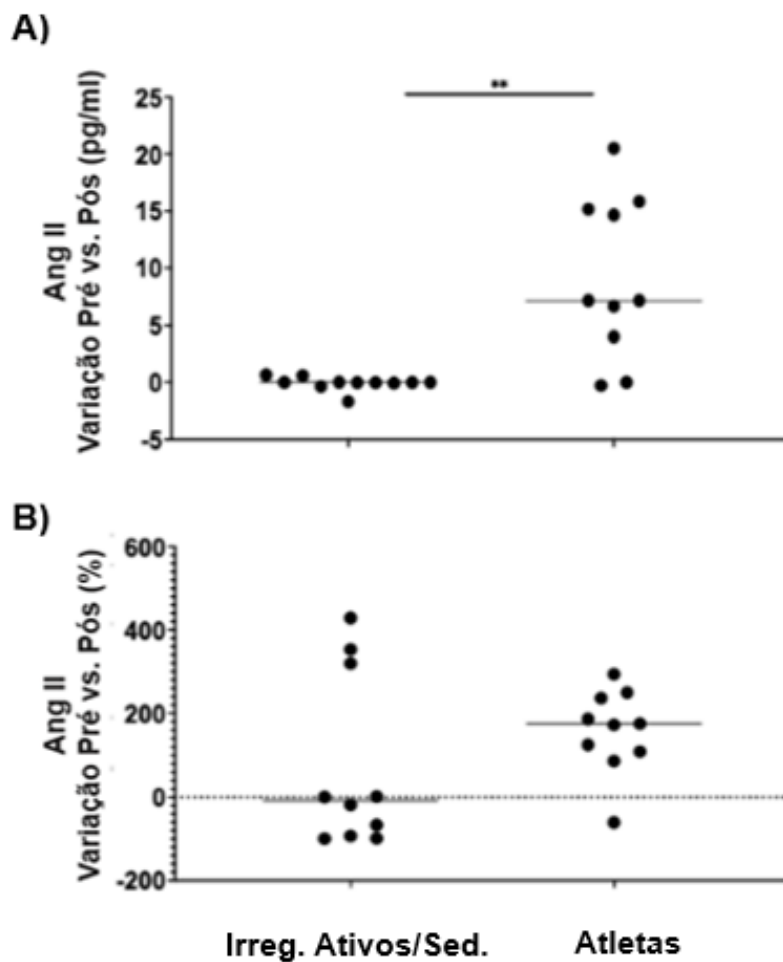 A)
Ang II
Variação Pré vs. Pós (pg/ml)
25
20
15
10
5
0
-5
**
B)
Ang II
Variação Pré vs. Pós (%)
600
400
200
0
-200
Irreg. Ativos/Sed.
Atletas